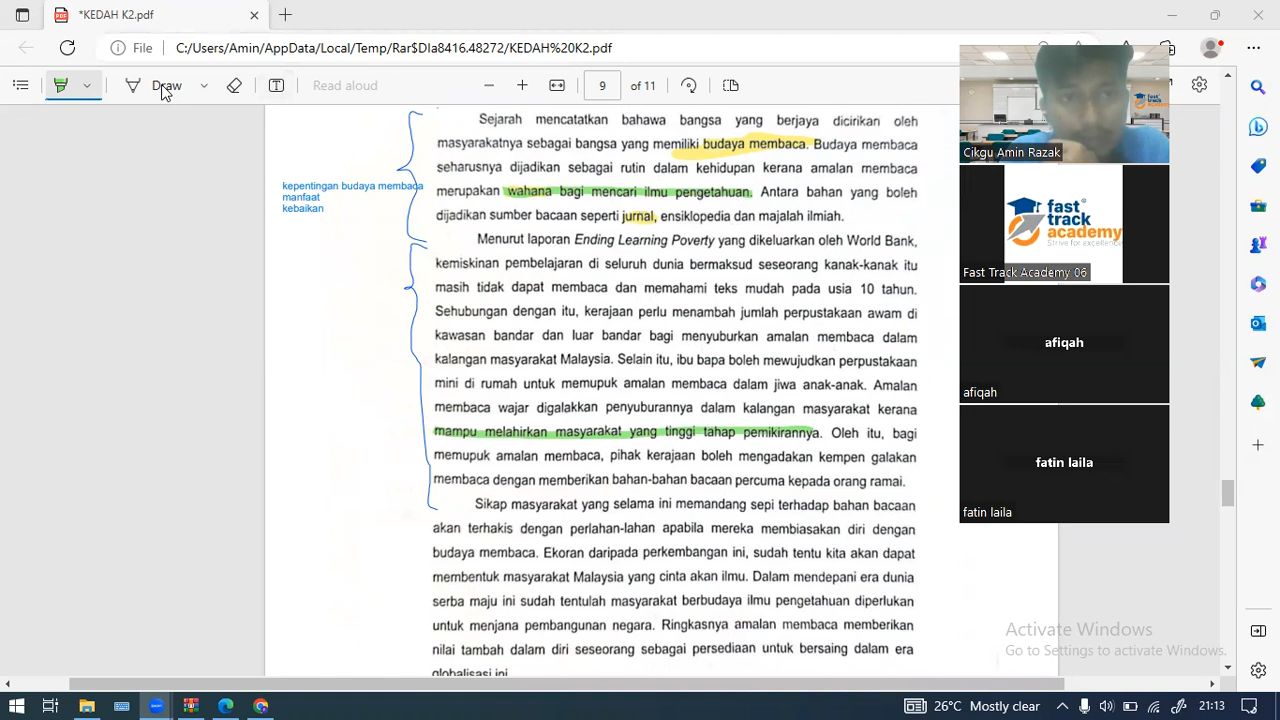 *KEDAH K2.pdf
File
C:/Users/Amin/AppData/Local/Temp/Rar$DIa8416.48272/KEDAH%20K2.pdf
Draw
Read aloud
9
of 11
Sejarah mencatatkan bahawa bangsa yang berjaya dicirikan oleh
masyarakatnya sebagai bangsa yang memiliki budaya membaca. Budaya membaca
seharusnya dijadikan sebagai rutin dalam kehidupan kerana amalan membaca
merupakan wahana bagi mencari ilmu pengetahuan. Antara bahan yang boleh
dijadikan sumber bacaan seperti jurnal, ensiklopedia dan majalah ilmiah.
kepentingan budaya membaca
manfaat
kebaikan
Menurut laporan Ending Learning Poverty yang dikeluarkan oleh World Bank,
kemiskinan pembelajaran di seluruh dunia bermaksud seseorang kanak-kanak itu
masih tidak dapat membaca dan memahami teks mudah pada usia 10 tahun.
Sehubungan dengan itu, kerajaan perlu menambah jumlah perpustakaan awam di
kawasan bandar dan luar bandar bagi menyuburkan amalan membaca dalam
kalangan masyarakat Malaysia. Selain itu, ibu bapa boleh mewujudkan perpustakaan
mini di rumah untuk memupuk amalan membaca dalam jiwa anak-anak. Amalan
membaca wajar digalakkan penyuburannya dalam kalangan masyarakat kerana
mampu melahirkan masyarakat yang tinggi tahap pemikirannya. Oleh itu, bagi
memupuk amalan membaca, pihak kerajaan boleh mengadakan kempen galakan
membaca dengan memberikan bahan-bahan bacaan percuma kepada orang ramai.
Sikap masyarakat yang selama ini memandang sepi terhadap bahan bacaan
akan terhakis dengan perlahan-lahan apabila mereka membiasakan diri dengan
budaya membaca. Ekoran daripada perkembangan ini, sudah tentu kita akan dapat
membentuk masyarakat Malaysia yang cinta akan ilmu. Dalam mendepani era dunia
serba maju ini sudah tentulah masyarakat berbudaya ilmu pengetahuan diperlukan
untuk menjana pembangunan negara. Ringkasnya amalan membaca memberikan
nilai tambah dalam diri seseorang sebagai persediaan untuk bersaing dalam era
globalisasi ini
Cikgu Amin Razak
fast
track
academy
Strive for excellence
Fast Track Academy 06
afiqah
afiqah
fatin laila
fatin laila
Activate Windows
Go to Settings to activate Windows.
26°C Mostly clear
21:13